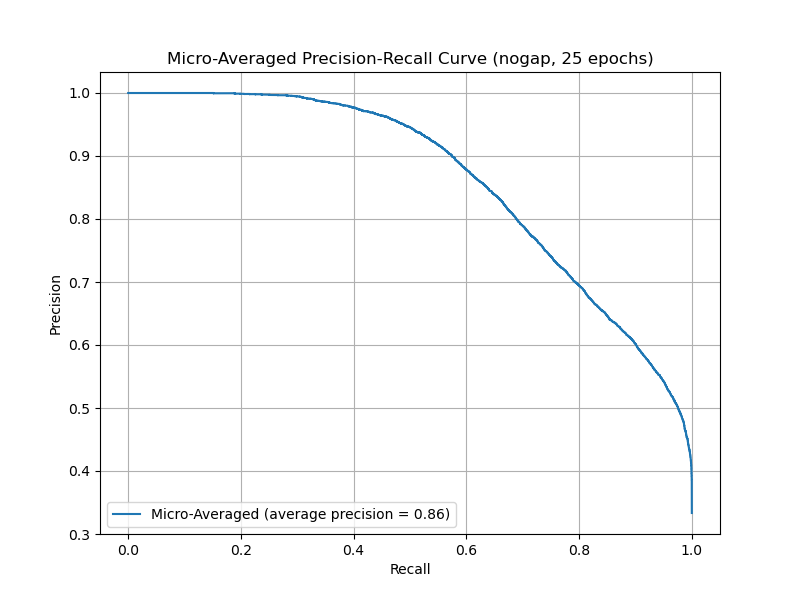 Micro-Averaged Precision-Recall Curve (nogap, 25 epochs)
1.0
0.9
0.8
0.7
0.6
0.5
0.4
0.3
Precision
Micro-Averaged (average precision = 0.86)
0.0 0.2 0.4 0.6 0.8 1.0
Recall